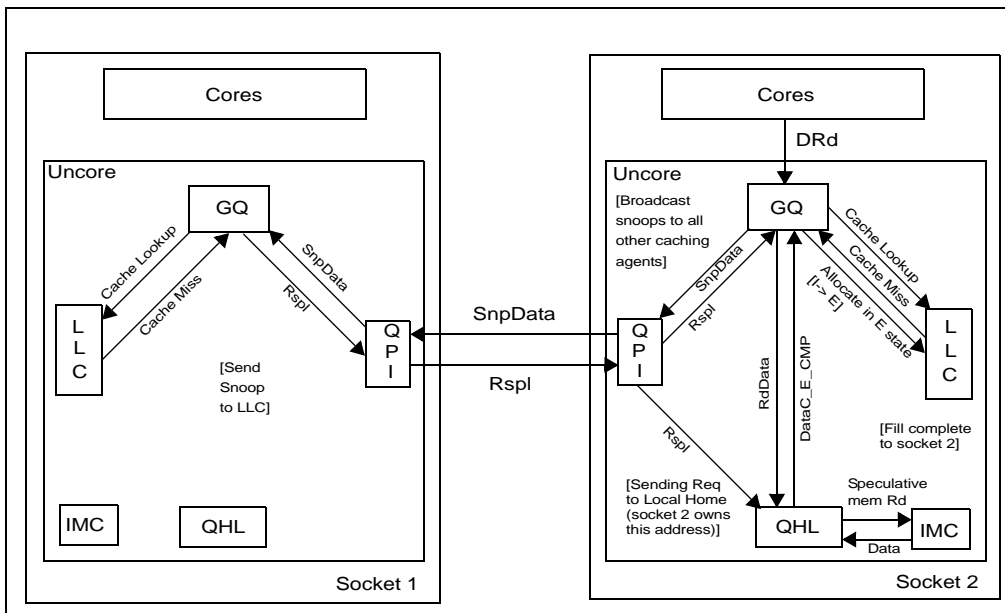 Cores
Uncore
GQ
Cache Lookup
Cache Miss
SnpData
Rspl
L
L
C
Q
P
I
[Send
Snoop
to LLC]
IMC
QHL
Socket 1
SnpData
Rspl
Cores
DRd
Uncore
[Broadcast
snoops to all
other caching
agents]
GQ
SnpData
Rspl
Cache Lookup
Cache Miss
Allocate in E state
[I-> E]
Q
P
I
L
L
C
RdData
DataC_E_CMP
Rspl
[Fill complete
to socket 2]
[Sending Req
to Local Home
(socket 2 owns
this address)]
QHL
Speculative
mem Rd
Data
IMC
Socket 2